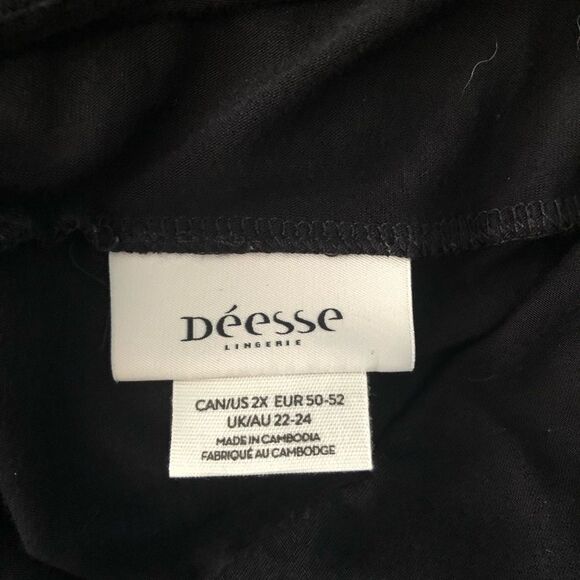 Déesse
LINGERIE
CAN/US 2X EUR 50-52
UK/AU 22-24
MADE IN CAMBODIA
FABRIQUÉ AU CAMBODGE